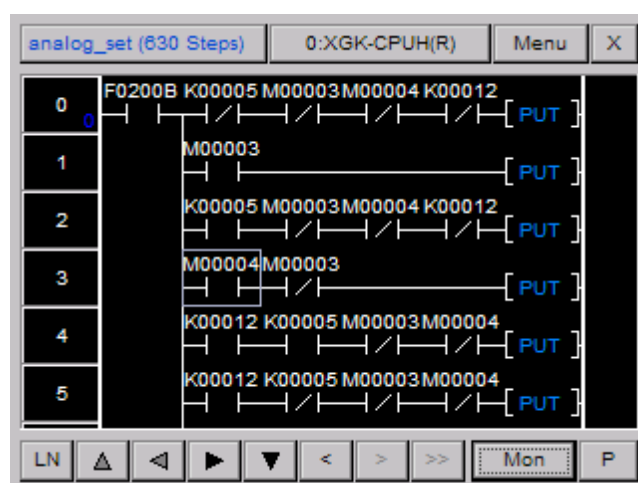 analog_set (630 Steps) 0:XGK-CPUH(R) Menu X
F0200B K00005 M00003 M00004 K00012
0 0 PUT
M00003
1 PUT
K00005 M00003 M00004 K00012
2 PUT
M00004 M00003
3 PUT
K00012 K00005 M00003 M00004
4 PUT
K00012 K00005 M00003 M00004
5 PUT
LN < > >> Mon P